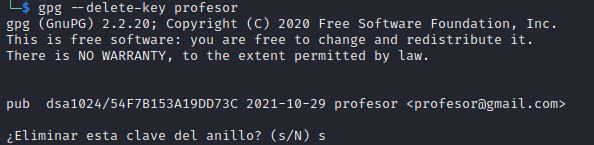 └─$ gpg --delete-key profesor
gpg (GnuPG) 2.2.20; Copyright (C) 2020 Free Software Foundation, Inc.
This is free software: you are free to change and redistribute it.
There is NO WARRANTY, to the extent permitted by law.
pub  dsa1024/54F7B153A19DD73C 2021-10-29 profesor <profesor@gmail.com>
¿Eliminar esta clave del anillo? (s/N) s